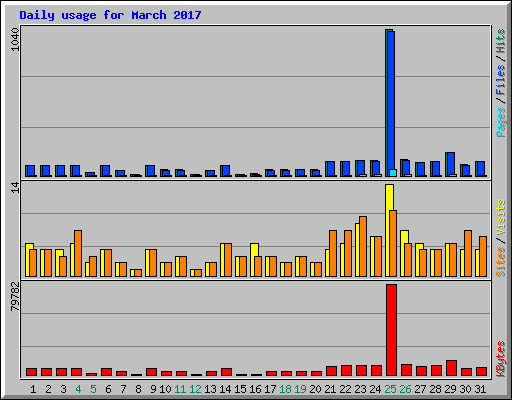 Daily usage for March 2017
1040
Pages/Files/Hits
14
Sites/Visits
79782
KBytes
1 2 3 4 5 6 7 8 9 10 11 12 13 14 15 16 17 18 19 20 21 22 23 24 25 26 27 28 29 30 31